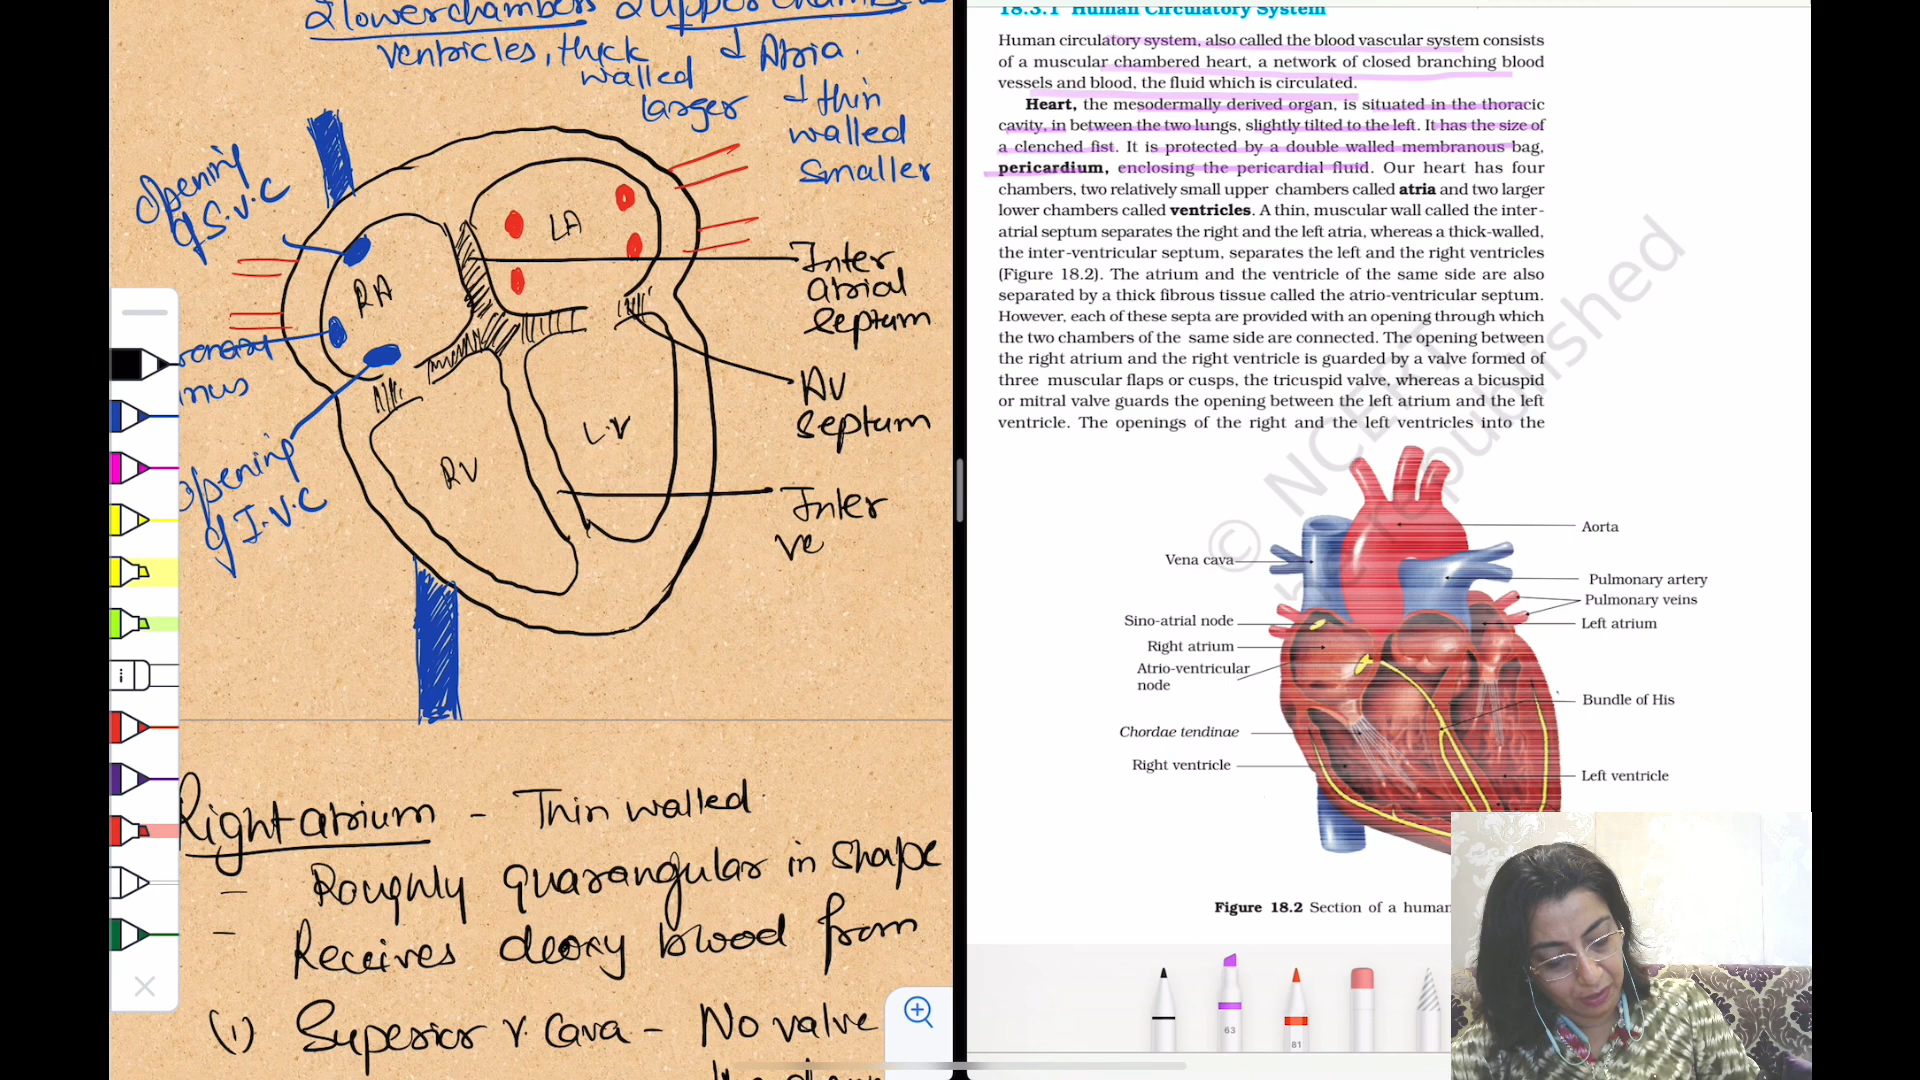 2 lower chambers 2 upper chambers
ventricles, thick
walled
larger
↓ Atria.
↓ thin
walled
smaller
Opening
of S.V.C
LA
RA
Inter
atrial
septum
AV
septum
L.V
RV
Inter
ve
Opening
of I.V.C
Right atrium - Thin walled
- Roughly quarangular in shape
- Receives deoxy blood from
(1) Superior v. Cava - No valve
18.3.1 Human Circulatory System
Human circulatory system, also called the blood vascular system consists
of a muscular chambered heart, a network of closed branching blood
vessels and blood, the fluid which is circulated.
Heart, the mesodermally derived organ, is situated in the thoracic
cavity, in between the two lungs, slightly tilted to the left. It has the size of
a clenched fist. It is protected by a double walled membranous bag,
pericardium, enclosing the pericardial fluid. Our heart has four
chambers, two relatively small upper chambers called atria and two larger
lower chambers called ventricles. A thin, muscular wall called the inter-
atrial septum separates the right and the left atria, whereas a thick-walled,
the inter-ventricular septum, separates the left and the right ventricles
(Figure 18.2). The atrium and the ventricle of the same side are also
separated by a thick fibrous tissue called the atrio-ventricular septum.
However, each of these septa are provided with an opening through which
the two chambers of the same side are connected. The opening between
the right atrium and the right ventricle is guarded by a valve formed of
three muscular flaps or cusps, the tricuspid valve, whereas a bicuspid
or mitral valve guards the opening between the left atrium and the left
ventricle. The openings of the right and the left ventricles into the
© NCERT
be republished
Aorta
Vena cava
Pulmonary artery
Pulmonary veins
Sino-atrial node
Left atrium
Right atrium
Atrio-ventricular
node
Bundle of His
Chordae tendinae
Right ventricle
Left ventricle
Figure 18.2 Section of a human
63
81